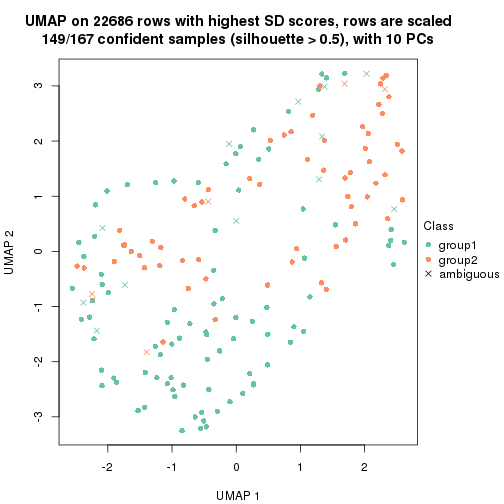 UMAP on 22686 rows with highest SD scores, rows are scaled
149/167 confident samples (silhouette > 0.5), with 10 PCs
3
2
1
0
-1
-2
-3
UMAP 2
-2
-1
0
1
2
UMAP 1
Class
group1
group2
ambiguous